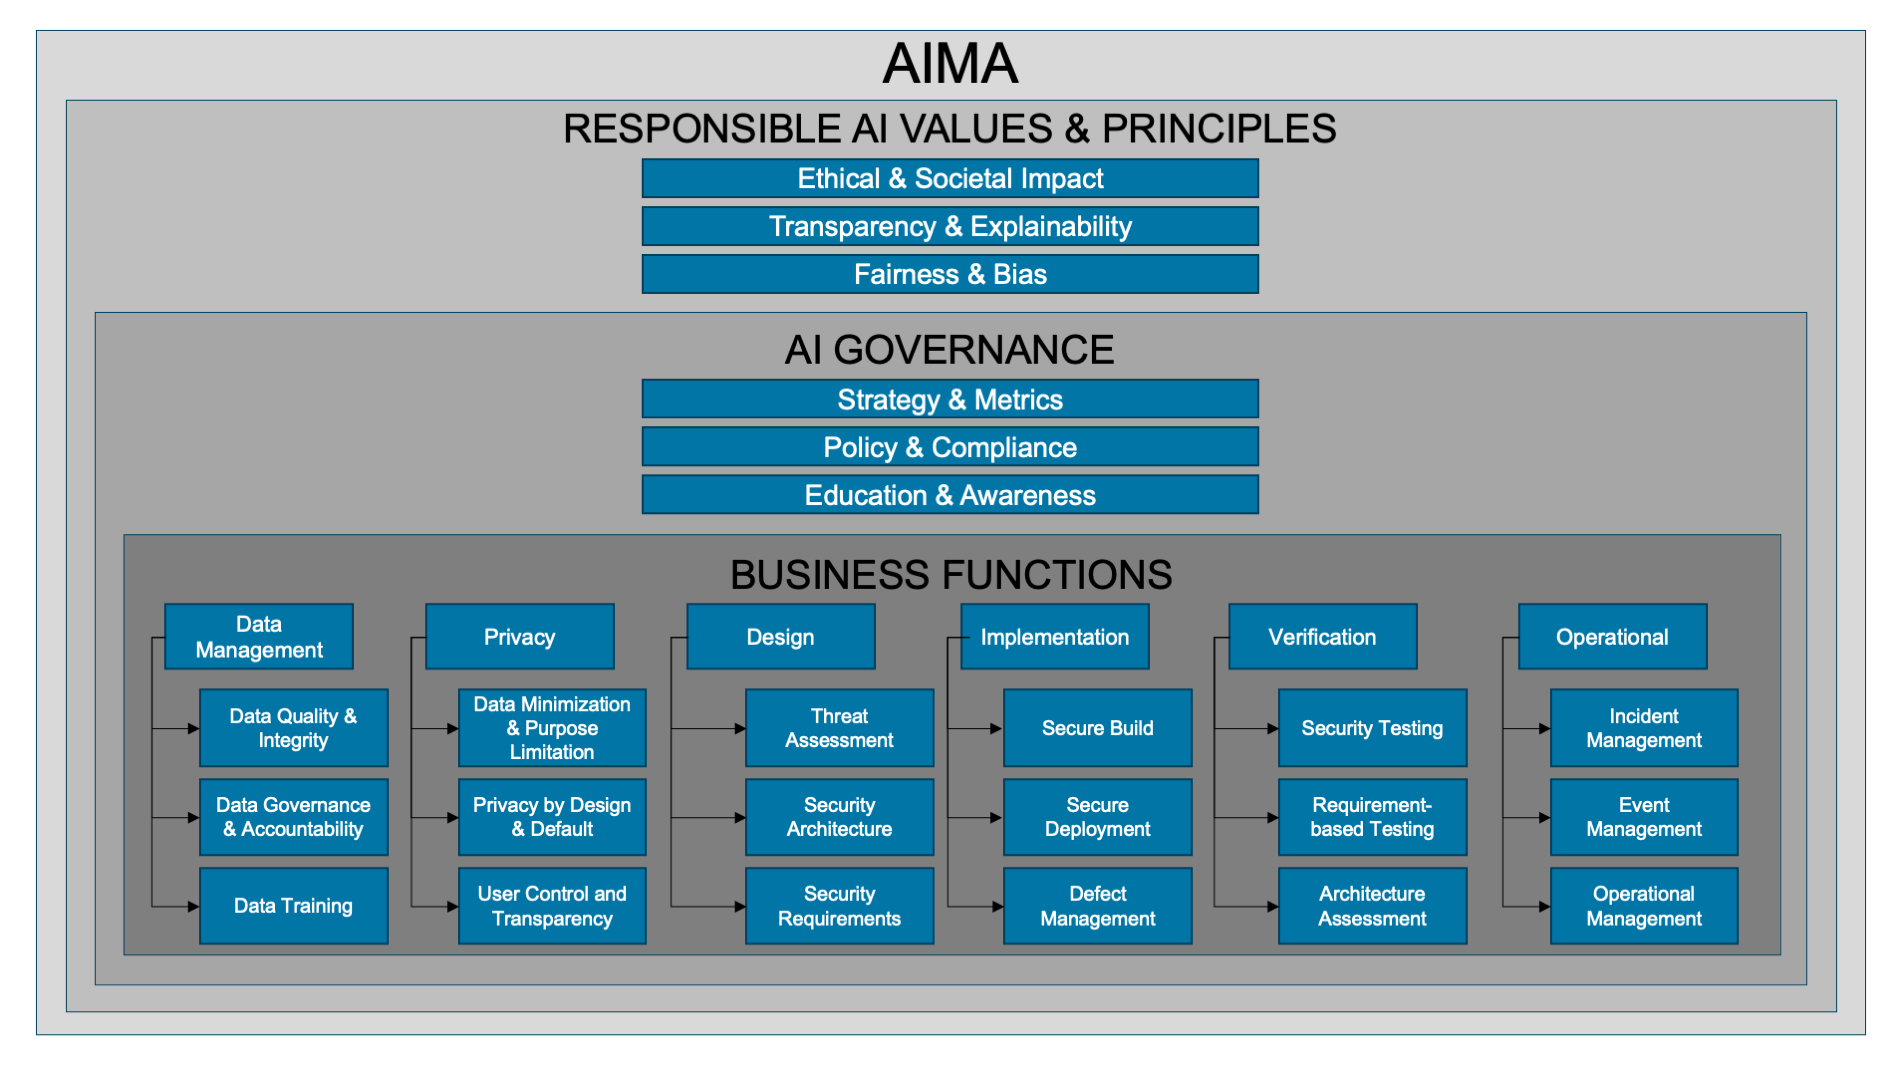 AIMA
RESPONSIBLE AI VALUES & PRINCIPLES
Ethical & Societal Impact
Transparency & Explainability
Fairness & Bias
AI GOVERNANCE
Strategy & Metrics
Policy & Compliance
Education & Awareness
BUSINESS FUNCTIONS
Data
Management
Data Quality &
Integrity
Data Governance
& Accountability
Data Training
Privacy
Data Minimization
& Purpose
Limitation
Privacy by Design
& Default
User Control and
Transparency
Design
Threat
Assessment
Security
Architecture
Security
Requirements
Implementation
Secure Build
Secure
Deployment
Defect
Management
Verification
Security Testing
Requirement-
based Testing
Architecture
Assessment
Operational
Incident
Management
Event
Management
Operational
Management